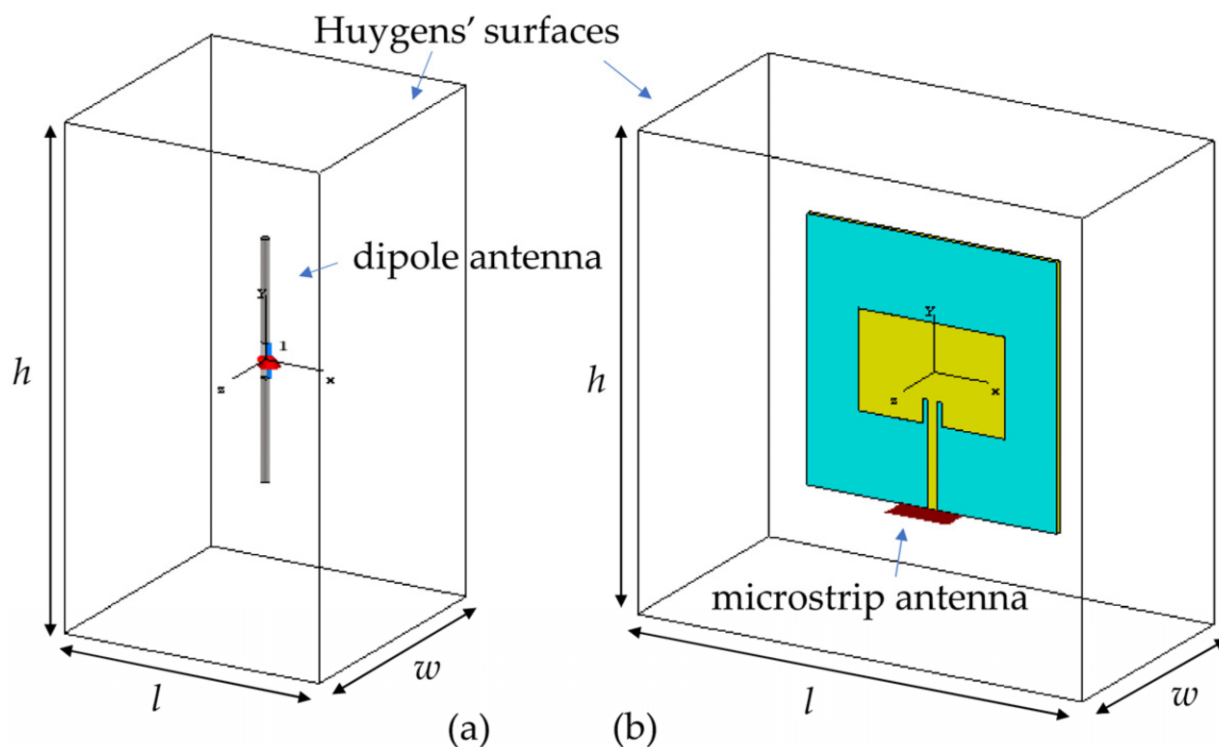 Huygens' surfaces
dipole antenna
Y
1
x
z
h
l
w
(a)
Y
x
z
h
microstrip antenna
l
w
(b)